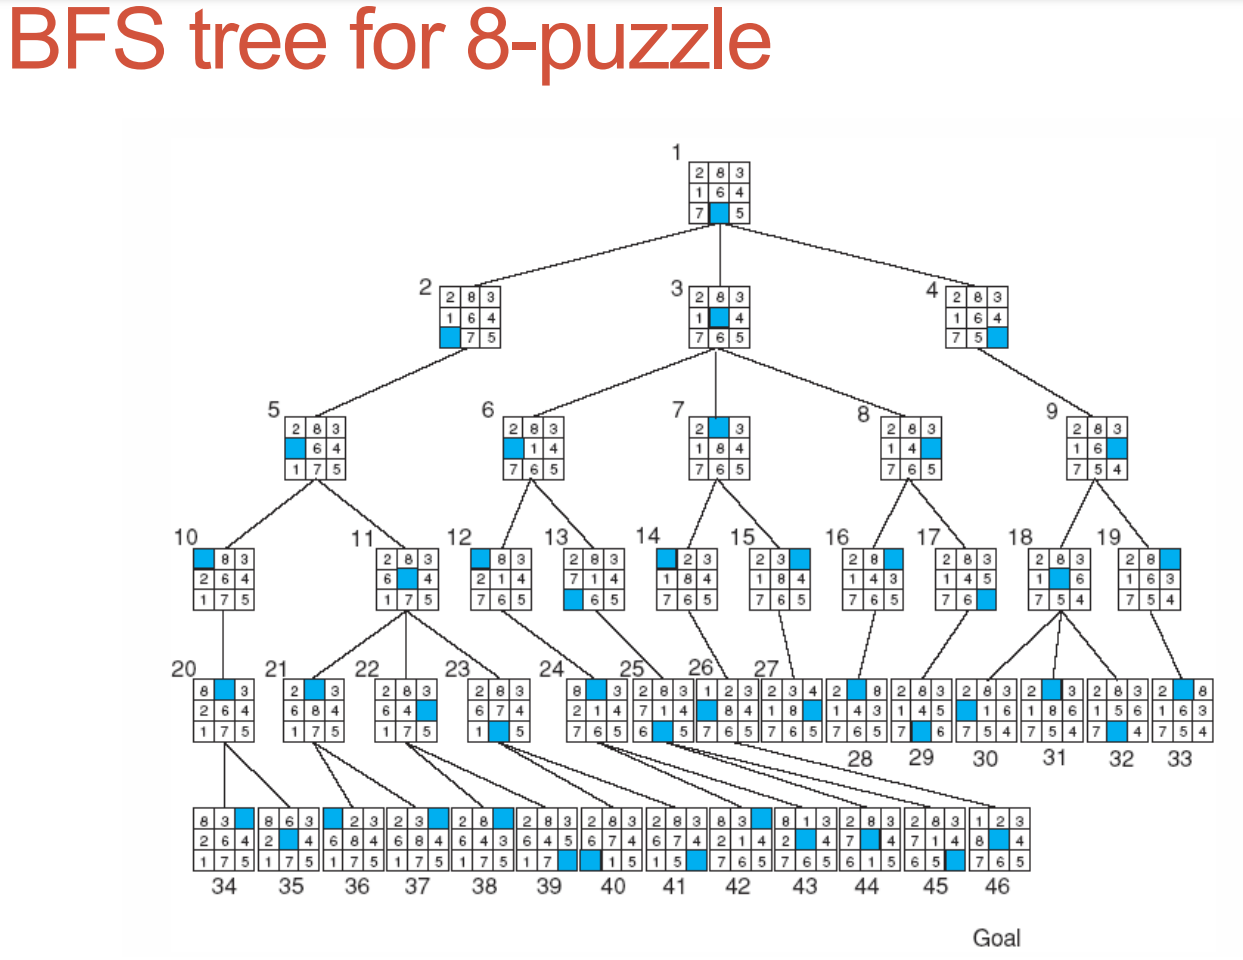 BFS tree for 8-puzzle
1
2 8 3
1 6 4
7 5
2 3 4
2 8 3 2 8 3 2 8 3
1 6 4 1 4 1 6 4
7 5 7 6 5 7 5
5 6 7 8 9
2 8 3 2 8 3 2 3 2 8 3 2 8 3
6 4 1 4 1 8 4 1 4 1 6
1 7 5 7 6 5 7 6 5 7 6 5 7 5 4
10 11 12 13 14 15 16 17 18 19
8 3 2 8 3 8 3 2 8 3 2 3 2 3 2 8 2 8 3 2 8 3 2 8
2 6 4 6 4 2 1 4 7 1 4 1 8 4 1 8 4 1 4 3 1 4 5 1 6 1 6 3
1 7 5 1 7 5 7 6 5 6 5 7 6 5 7 6 5 7 6 5 7 6 7 5 4 7 5 4
20 21 22 23 24 25 26 27
8 3 2 3 2 8 3 2 8 3 8 3 2 8 3 1 2 3 2 3 4 2 8 2 8 3 2 8 3 2 3 2 8 3 2 8
2 6 4 6 8 4 6 4 6 7 4 2 1 4 7 1 4 8 4 1 8 1 4 3 1 4 5 1 6 1 8 6 1 5 6 1 6 3
1 7 5 1 7 5 1 7 5 1 5 7 6 5 6 5 7 6 5 7 6 5 7 6 5 7 6 7 5 4 7 5 4 7 4 7 5 4
28 29 30 31 32 33
8 3 8 6 3 2 3 2 3 2 8 2 8 3 2 8 3 2 8 3 8 3 8 1 3 2 8 3 2 8 3 1 2 3
2 6 4 2 4 6 8 4 6 8 4 6 4 3 6 4 5 6 7 4 6 7 4 2 1 4 2 4 7 4 7 1 4 8 4
1 7 5 1 7 5 1 7 5 1 7 5 1 7 5 1 7 1 5 1 5 7 6 5 7 6 5 6 1 5 6 5 7 6 5
34 35 36 37 38 39 40 41 42 43 44 45 46
Goal